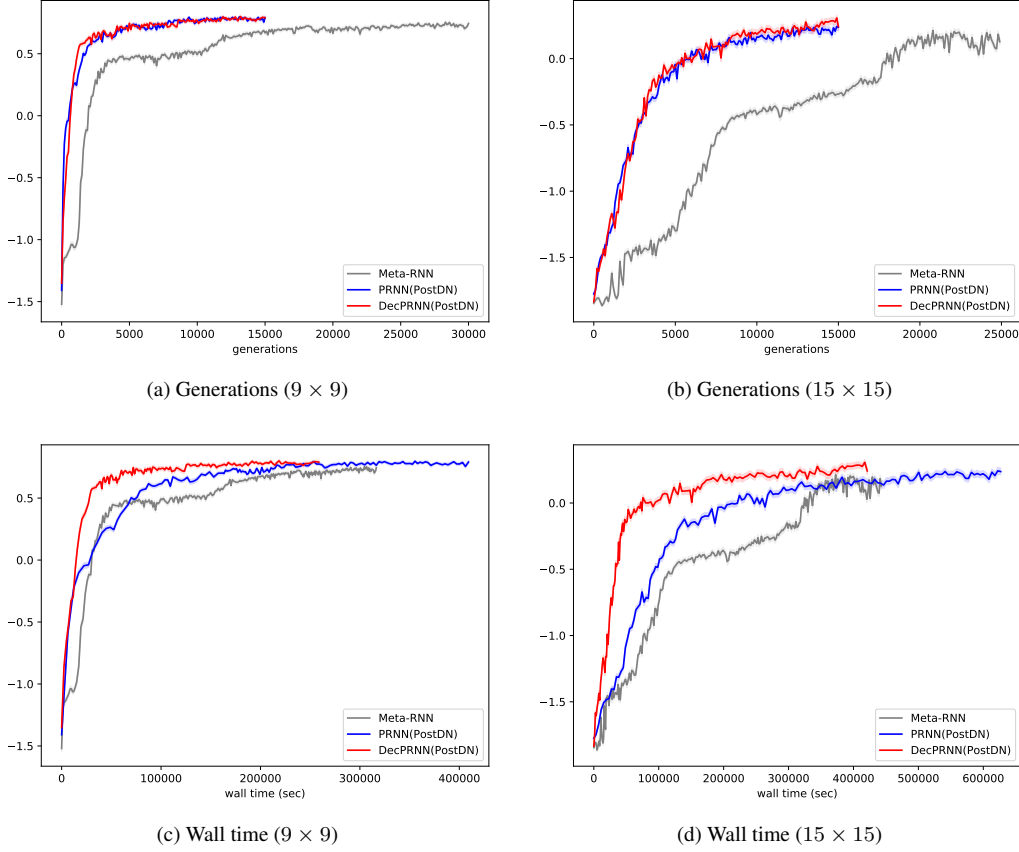 0.5
0.0
−0.5
−1.0
−1.5
0 5000 10000 15000 20000 25000 30000
generations
Meta-RNN
PRNN(PostDN)
DecPRNN(PostDN)
(a) Generations (9 × 9)
0.0
−0.5
−1.0
−1.5
0 5000 10000 15000 20000 25000
generations
Meta-RNN
PRNN(PostDN)
DecPRNN(PostDN)
(b) Generations (15 × 15)
0.5
0.0
−0.5
−1.0
−1.5
0 100000 200000 300000 400000
wall time (sec)
Meta-RNN
PRNN(PostDN)
DecPRNN(PostDN)
(c) Wall time (9 × 9)
0.5
0.0
−0.5
−1.0
−1.5
0 100000 200000 300000 400000 500000 600000
wall time (sec)
Meta-RNN
PRNN(PostDN)
DecPRNN(PostDN)
(d) Wall time (15 × 15)